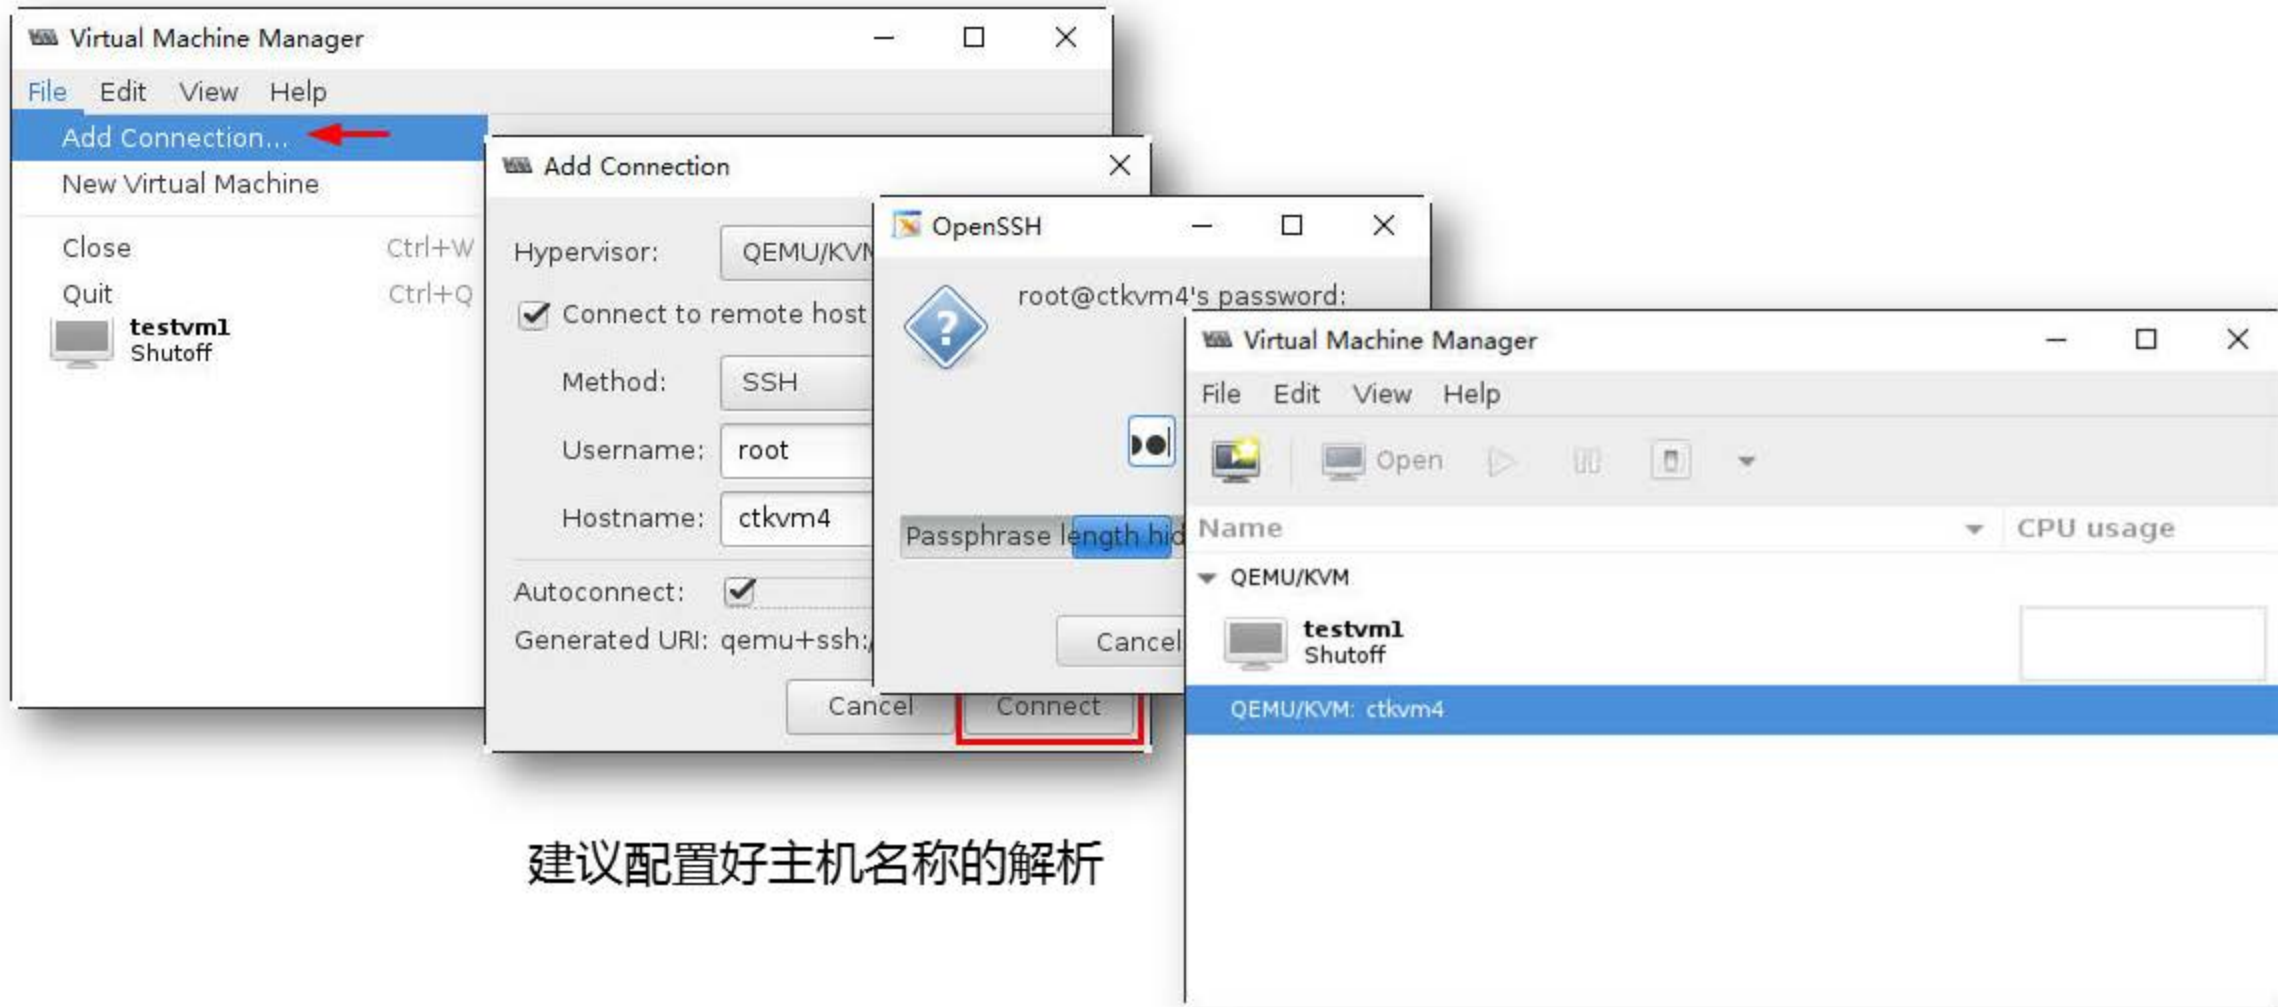 Virtual Machine Manager
File Edit View Help
Add Connection...
New Virtual Machine
Close Ctrl+W
Quit Ctrl+Q
testvm1
Shutoff
Add Connection
Hypervisor: QEMU/KVM
Connect to remote host
Method: SSH
Username: root
Hostname: ctkvm4
Autoconnect:
Generated URI: qemu+ssh:/
Cancel Connect
OpenSSH
root@ctkvm4's password:
Passphrase length hid
Cancel
Virtual Machine Manager
File Edit View Help
Open
Name CPU usage
QEMU/KVM
testvm1
Shutoff
QEMU/KVM: ctkvm4
建议配置好主机名称的解析